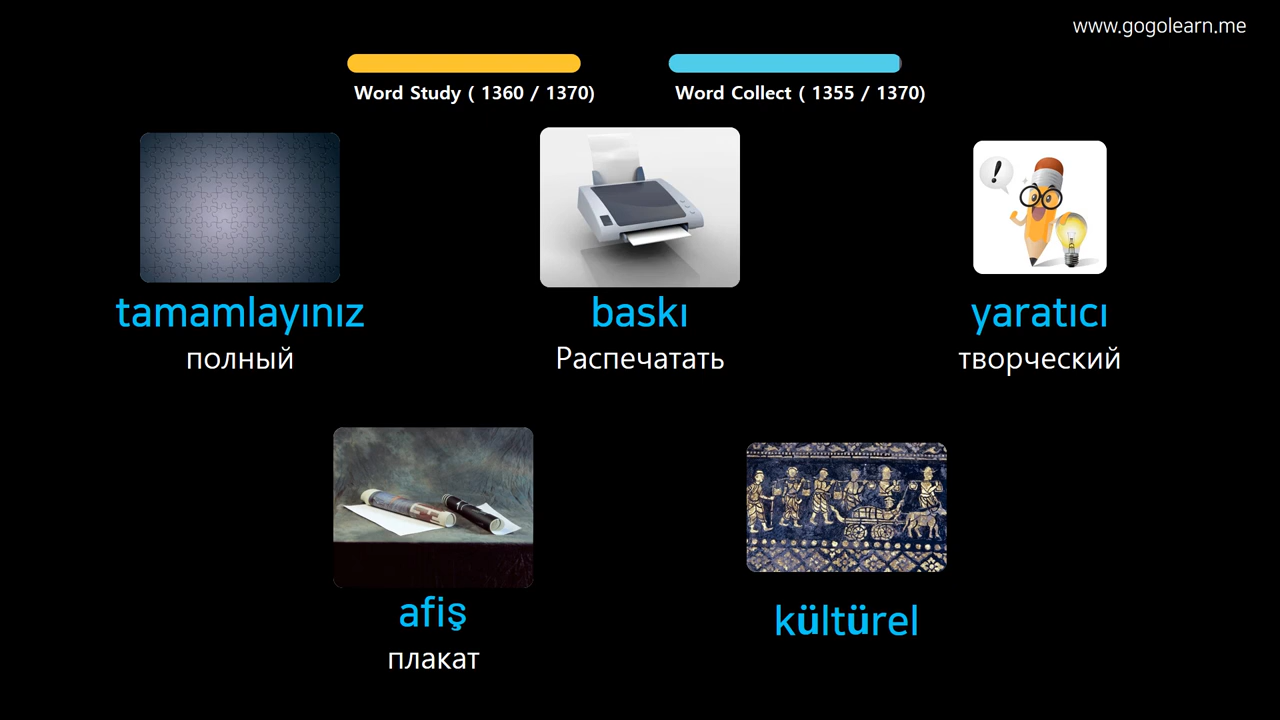 www.gogolearn.me
Word Study ( 1360 / 1370)
Word Collect ( 1355 / 1370)
!
tamamlayınız
полный
baskı
Распечатать
yaratıcı
творческий
afiş
плакат
kültürel